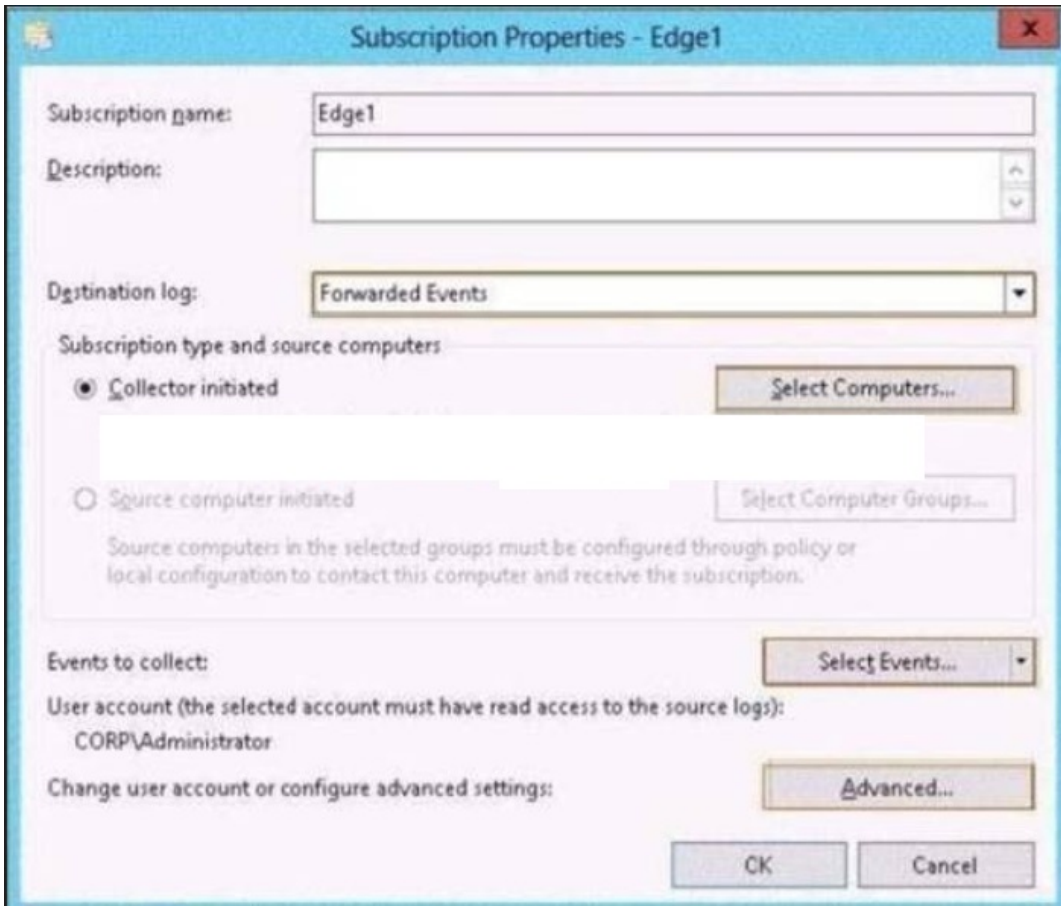 Subscription Properties - Edge1
x
Subscription name:
Edge1
Description:
Destination log:
Forwarded Events
Subscription type and source computers
Collector initiated
Select Computers...
Source computer initiated
Select Computer Groups...
Source computers in the selected groups must be configured through policy or
local configuration to contact this computer and receive the subscription.
Events to collect:
Select Events...
User account (the selected account must have read access to the source logs):
CORP\Administrator
Change user account or configure advanced settings:
Advanced...
OK
Cancel